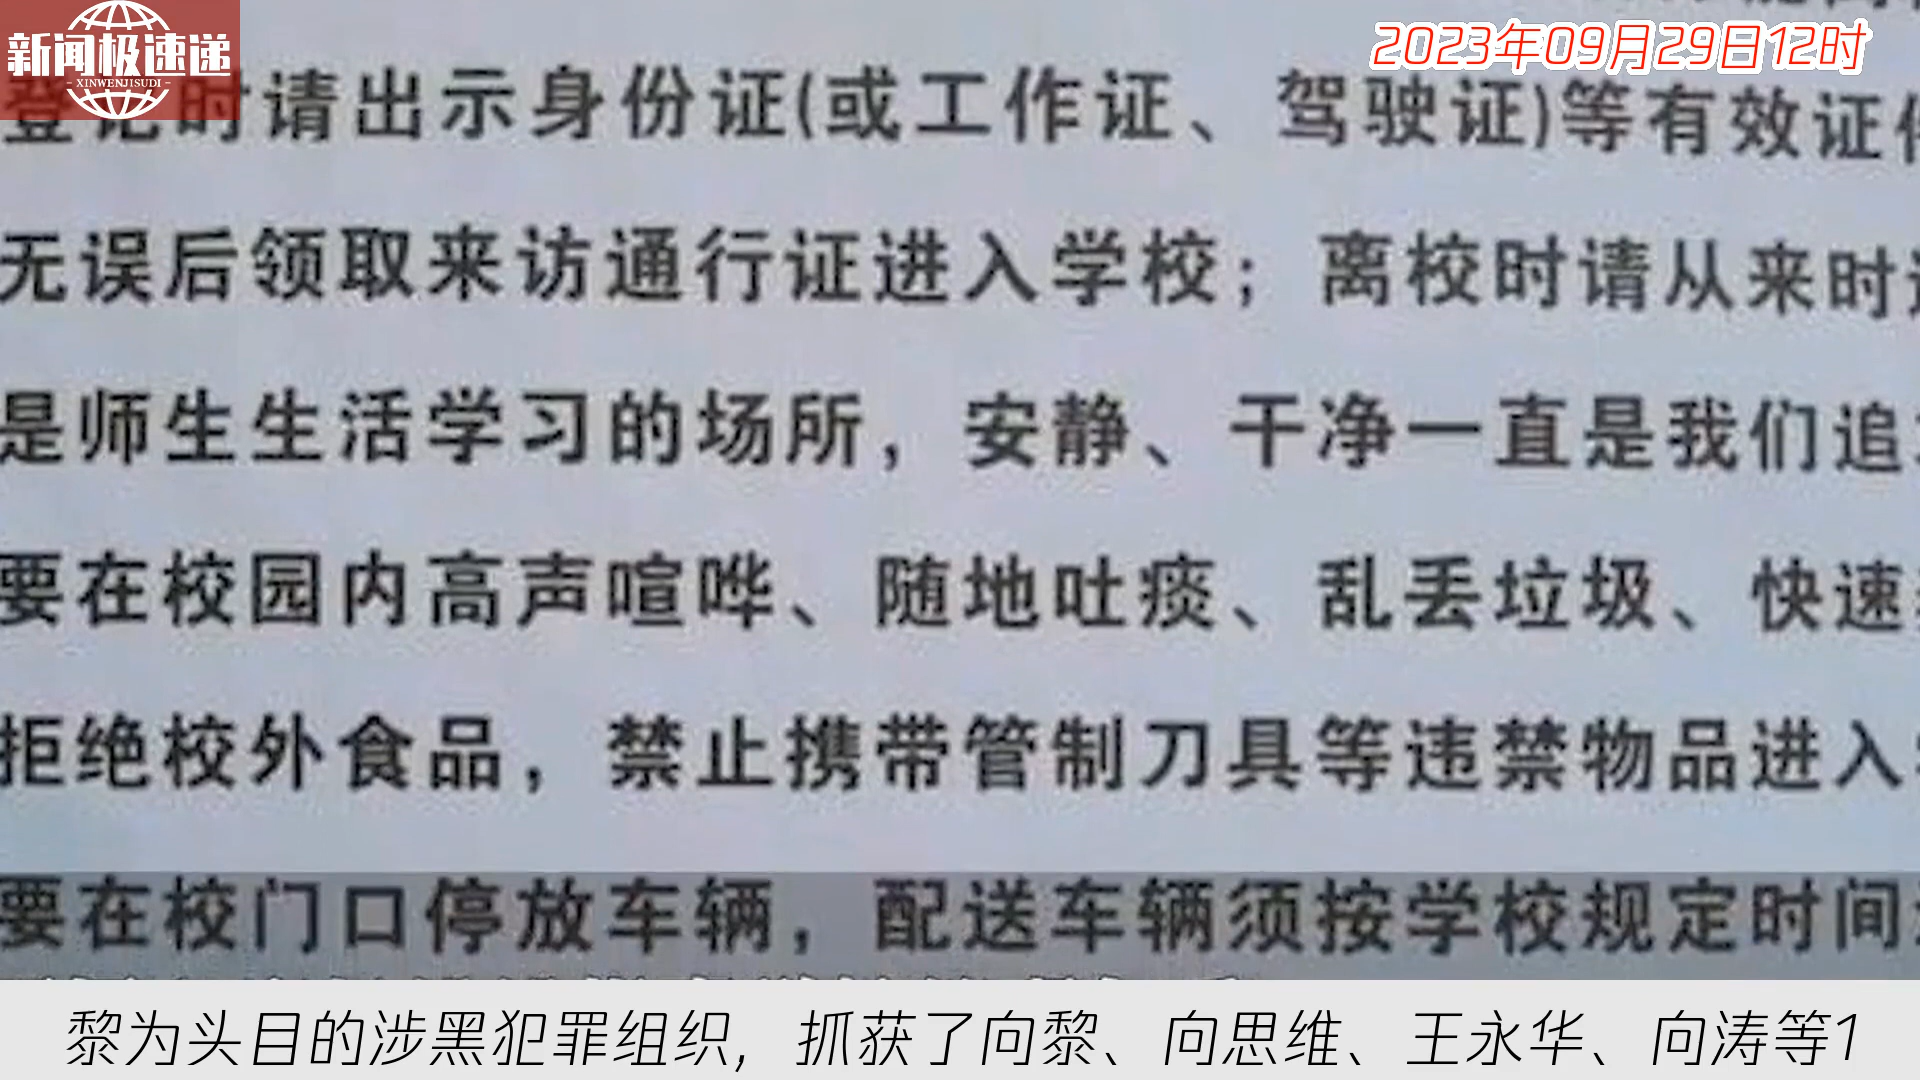 新闻极速递
XINWENJISUDI
2023年09月29日12时
登记时请出示身份证(或工作证、驾驶证)等有效证件
无误后领取来访通行证进入学校；离校时请从来时
是师生生活学习的场所，安静、干净一直是我们追
要在校园内高声喧哗、随地吐痰、乱丢垃圾、快速
拒绝校外食品，禁止携带管制刀具等违禁物品进入
要在校门口停放车辆，配送车辆须按学校规定时间
黎为头目的涉黑犯罪组织，抓获了向黎、向思维、王永华、向涛等1